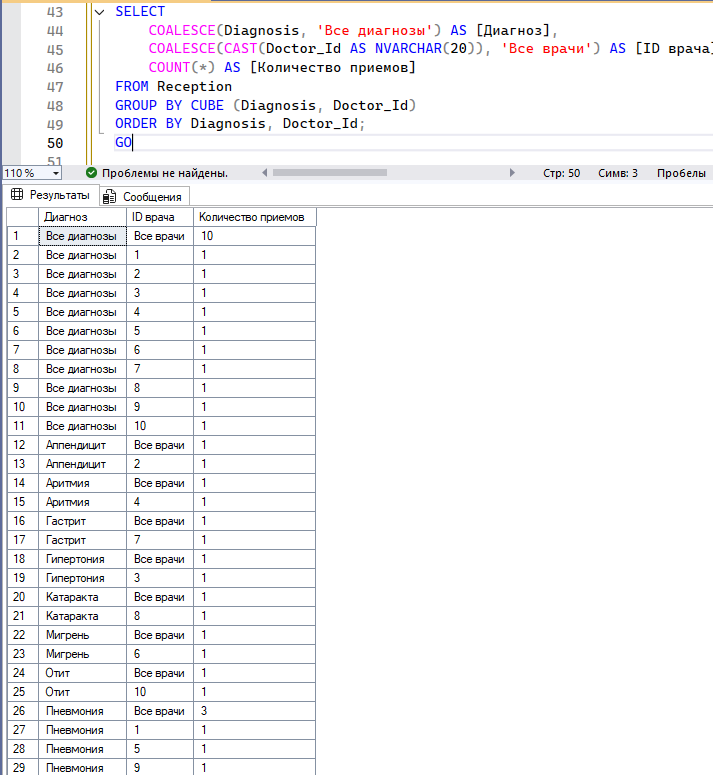 43 SELECT
44 COALESCE(Diagnosis, 'Все диагнозы') AS [Диагноз],
45 COALESCE(CAST(Doctor_Id AS NVARCHAR(20)), 'Все врачи') AS [ID врача]
46 COUNT(*) AS [Количество приемов]
47 FROM Reception
48 GROUP BY CUBE (Diagnosis, Doctor_Id)
49 ORDER BY Diagnosis, Doctor_Id;
50 GO
51
110 % Проблемы не найдены. Стр: 50 Симв: 3 Пробелы
Результаты Сообщения
Диагноз ID врача Количество приемов
1 Все диагнозы Все врачи 10
2 Все диагнозы 1 1
3 Все диагнозы 2 1
4 Все диагнозы 3 1
5 Все диагнозы 4 1
6 Все диагнозы 5 1
7 Все диагнозы 6 1
8 Все диагнозы 7 1
9 Все диагнозы 8 1
10 Все диагнозы 9 1
11 Все диагнозы 10 1
12 Аппендицит Все врачи 1
13 Аппендицит 2 1
14 Аритмия Все врачи 1
15 Аритмия 4 1
16 Гастрит Все врачи 1
17 Гастрит 7 1
18 Гипертония Все врачи 1
19 Гипертония 3 1
20 Катаракта Все врачи 1
21 Катаракта 8 1
22 Мигрень Все врачи 1
23 Мигрень 6 1
24 Отит Все врачи 1
25 Отит 10 1
26 Пневмония Все врачи 3
27 Пневмония 1 1
28 Пневмония 5 1
29 Пневмония 9 1